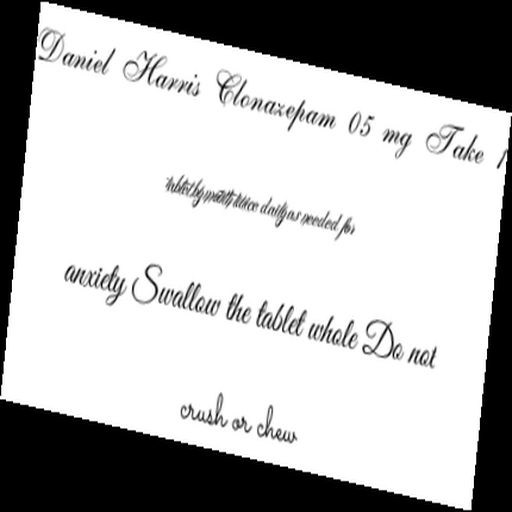 Daniel Harris Clonazepam 05 mg Take 1
tablet by mouth twice daily as needed for
anxiety Swallow the tablet whole Do not
crush or chew